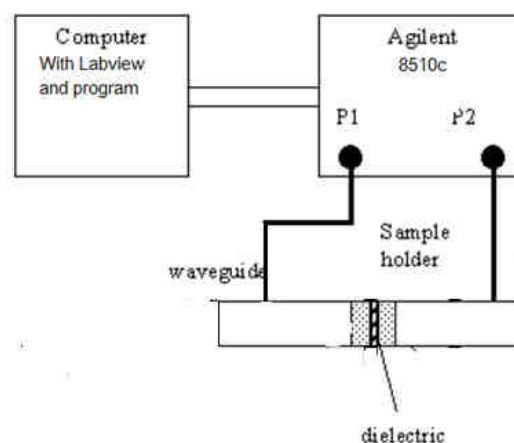 Computer
With Labview
and program
Agilent
8510c
P1
P2
Sample
holder
waveguide
dielectric